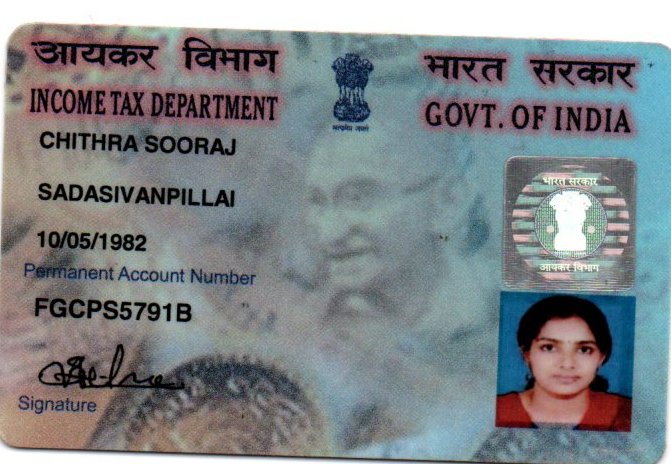 आयकर विभाग
भारत सरकार
INCOME TAX DEPARTMENT
GOVT. OF INDIA
सत्यमेव जयते
CHITHRA SOORAJ
SADASIVANPILLAI
10/05/1982
Permanent Account Number
FGCPS5791B
Signature
भारत सरकार
आयकर विभाग